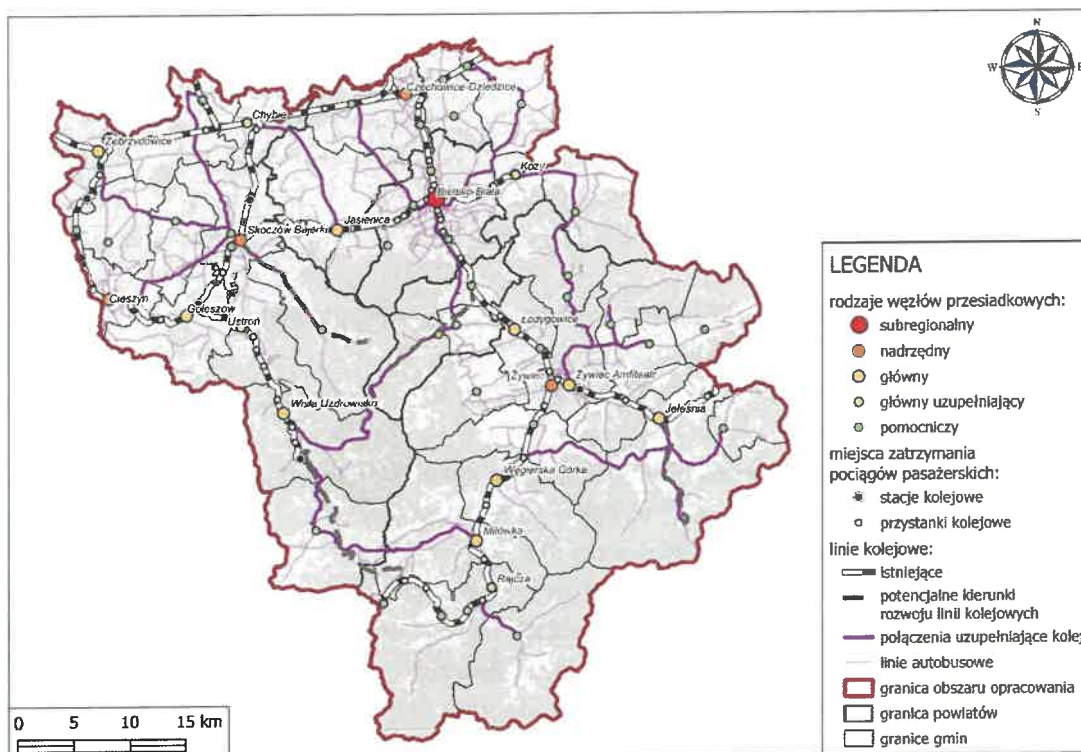 N
W
E
S
Czechowice-Dziedzice
Chybie
Zebrzydowice
Kozy
Bielsko-Biała
Jasienica
Skoczów Bajerki
Cieszyn
Goleszów
Ustroń
Łodygowice
Żywiec
Żywiec Amfiteatr
Wisła Uzdrowisko
Jeleśnia
Węgierska Górka
Milówka
Rajcza
LEGENDA
rodzaje węzłów przesiadkowych:
subregionalny
nadrzędny
główny
główny uzupełniający
pomocniczy
miejsca zatrzymania
pociągów pasażerskich:
stacje kolejowe
przystanki kolejowe
linie kolejowe:
istniejące
potencjalne kierunki
rozwoju linii kolejowych
połączenia uzupełniające kolej
linie autobusowe
granica obszaru opracowania
granica powiatów
granice gmin
0 5 10 15 km